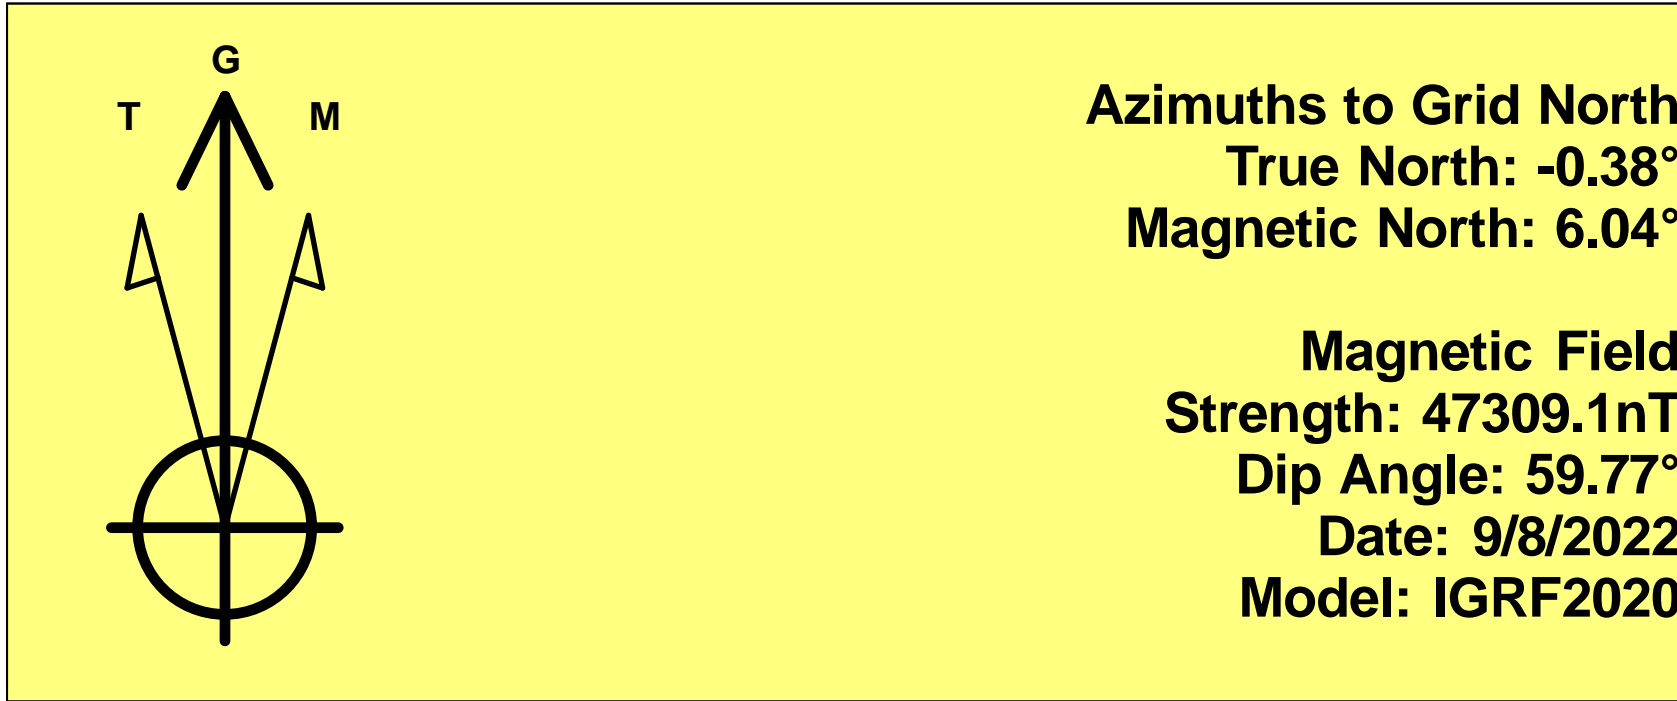 G
T
M
Azimuths to Grid North
True North: -0.38°
Magnetic North: 6.04°
Magnetic Field
Strength: 47309.1nT
Dip Angle: 59.77°
Date: 9/8/2022
Model: IGRF2020